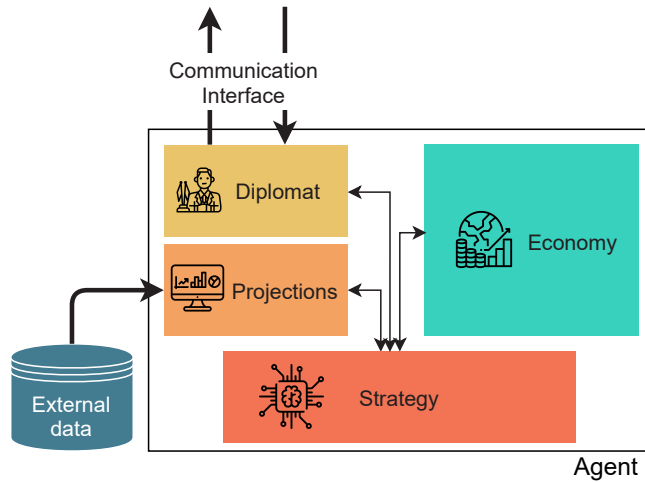 Communication
Interface
Diplomat
Economy
Projections
External
data
Strategy
Agent